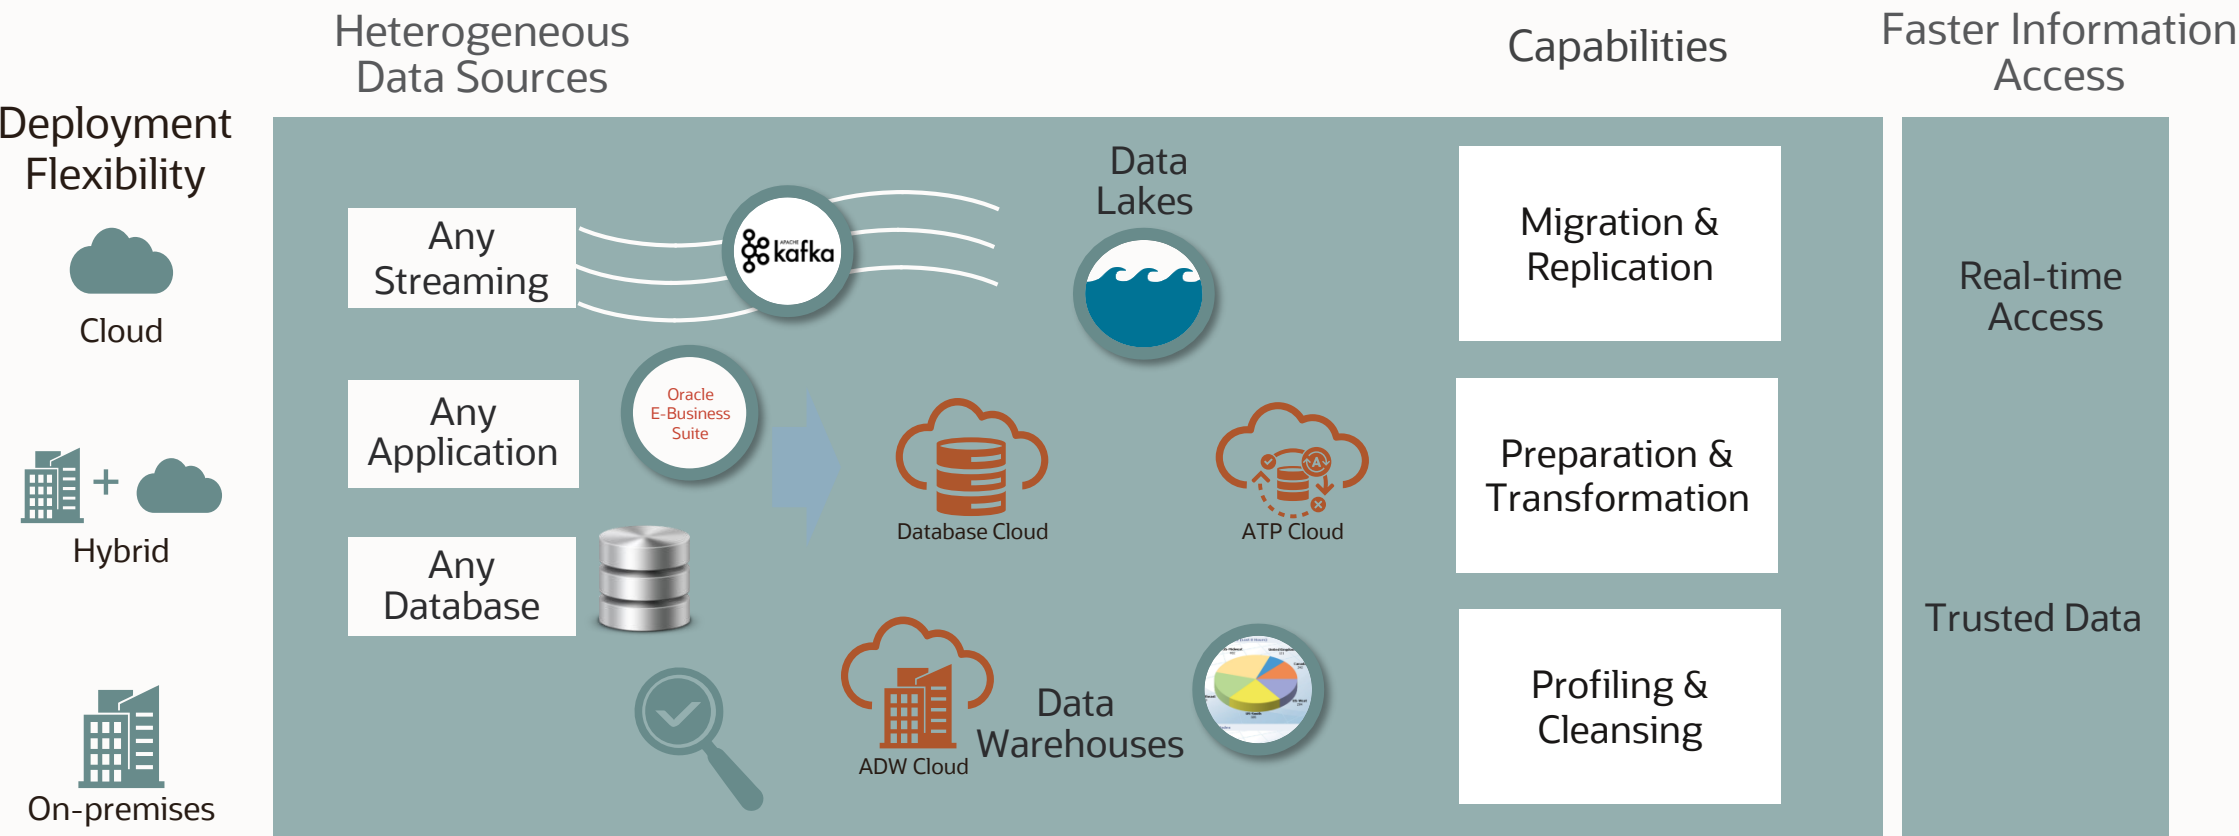 Heterogeneous
Data Sources
Capabilities
Faster Information
Access
Deployment
Flexibility
Cloud
+
Hybrid
On-premises
Any
Streaming
APACHE
kafka
Data
Lakes
Any
Application
Oracle
E-Business
Suite
Database Cloud
A
ATP Cloud
Any
Database
ADW Cloud
Data
Warehouses
Migration &
Replication
Preparation &
Transformation
Profiling &
Cleansing
Real-time
Access
Trusted Data